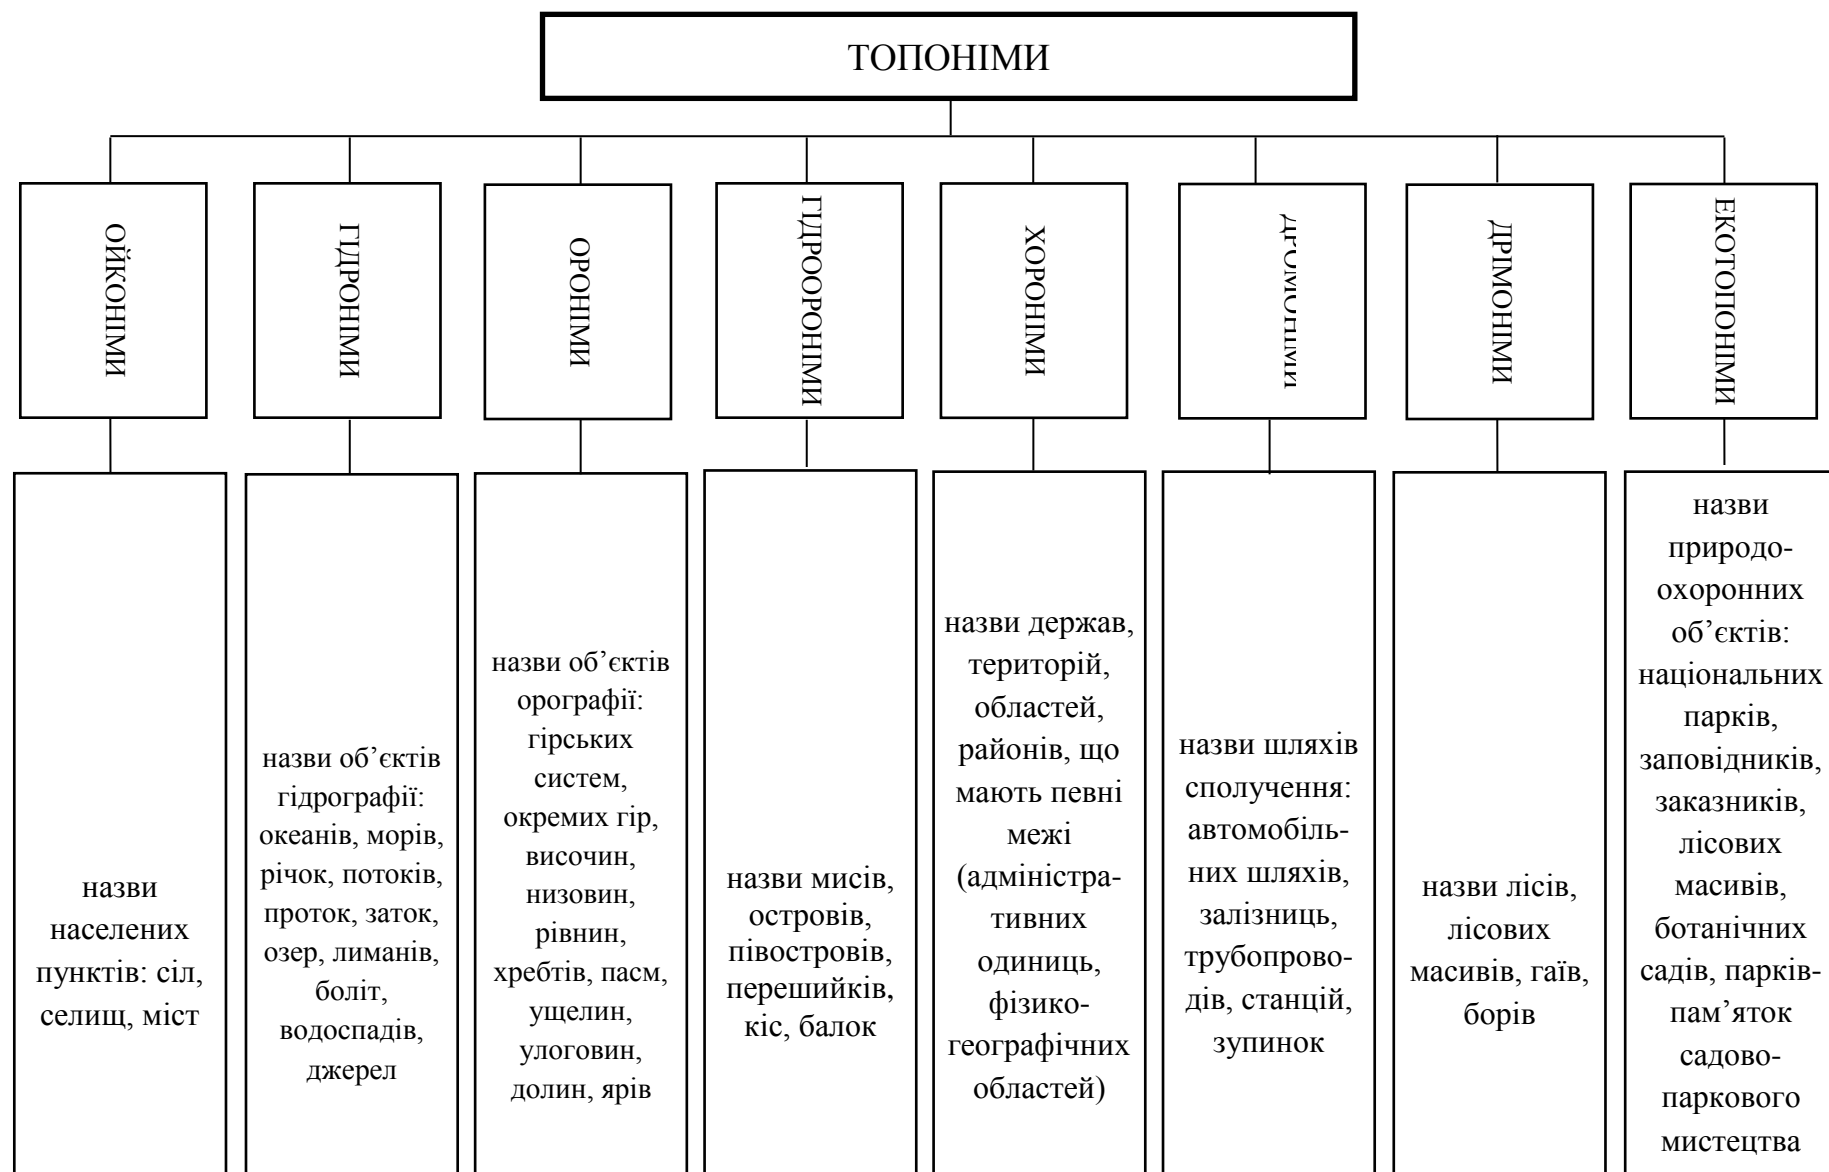 ТОПОНІМИ
ОЙКОНІМИ
ГІДРОНІМИ
ОРОНІМИ
ГІДРООРОНІМИ
ХОРОНІМИ
ДРОМОНІМИ
ДРІМОНІМИ
ЕКОТОПОНІМИ
назви
населених
пунктів: сіл,
селищ, міст
назви об’єктів
гідрографії:
океанів, морів,
річок, потоків,
проток, заток,
озер, лиманів,
боліт,
водоспадів,
джерел
назви об’єктів
орографії:
гірських
систем,
окремих гір,
височин,
низовин,
рівнин,
хребтів, пасм,
ущелин,
улоговин,
долин, ярів
назви мисів,
островів,
півостровів,
перешийків,
кіс, балок
назви держав,
територій,
областей,
районів, що
мають певні
межі
(адміністра-
тивних
одиниць,
фізико-
географічних
областей)
назви шляхів
сполучення:
автомобіль-
них шляхів,
залізниць,
трубопрово-
дів, станцій,
зупинок
назви лісів,
лісових
масивів, гаїв,
борів
назви
природо-
охоронних
об’єктів:
національних
парків,
заповідників,
заказників,
лісових
масивів,
ботанічних
садів, парків-
пам’яток
садово-
паркового
мистецтва